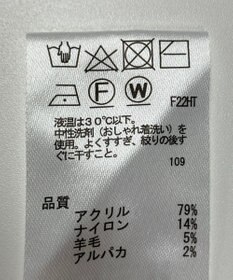 F W F22HT
液温は30℃以下。
中性洗剤(おしゃれ着洗い)を
使用。よくすすぎ、絞りの後す
ぐに干すこと。
109
品質
アクリル 79%
ナイロン 14%
羊毛 5%
アルパカ 2%